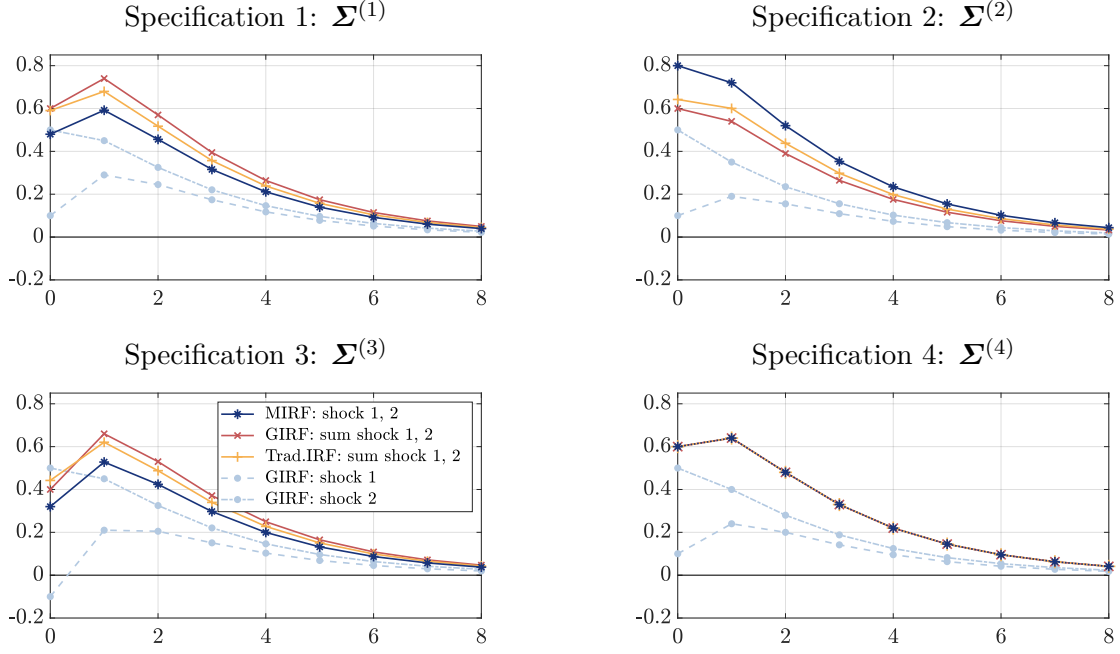 Specification 1: Σ(1)
0.8
0.6
0.4
0.2
0
-0.2
0 2 4 6 8
Specification 2: Σ(2)
0.8
0.6
0.4
0.2
0
-0.2
0 2 4 6 8
Specification 3: Σ(3)
0.8
0.6
0.4
0.2
0
-0.2
0 2 4 6 8
MIRF: shock 1, 2
GIRF: sum shock 1, 2
Trad.IRF: sum shock 1, 2
GIRF: shock 1
GIRF: shock 2
Specification 4: Σ(4)
0.8
0.6
0.4
0.2
0
-0.2
0 2 4 6 8